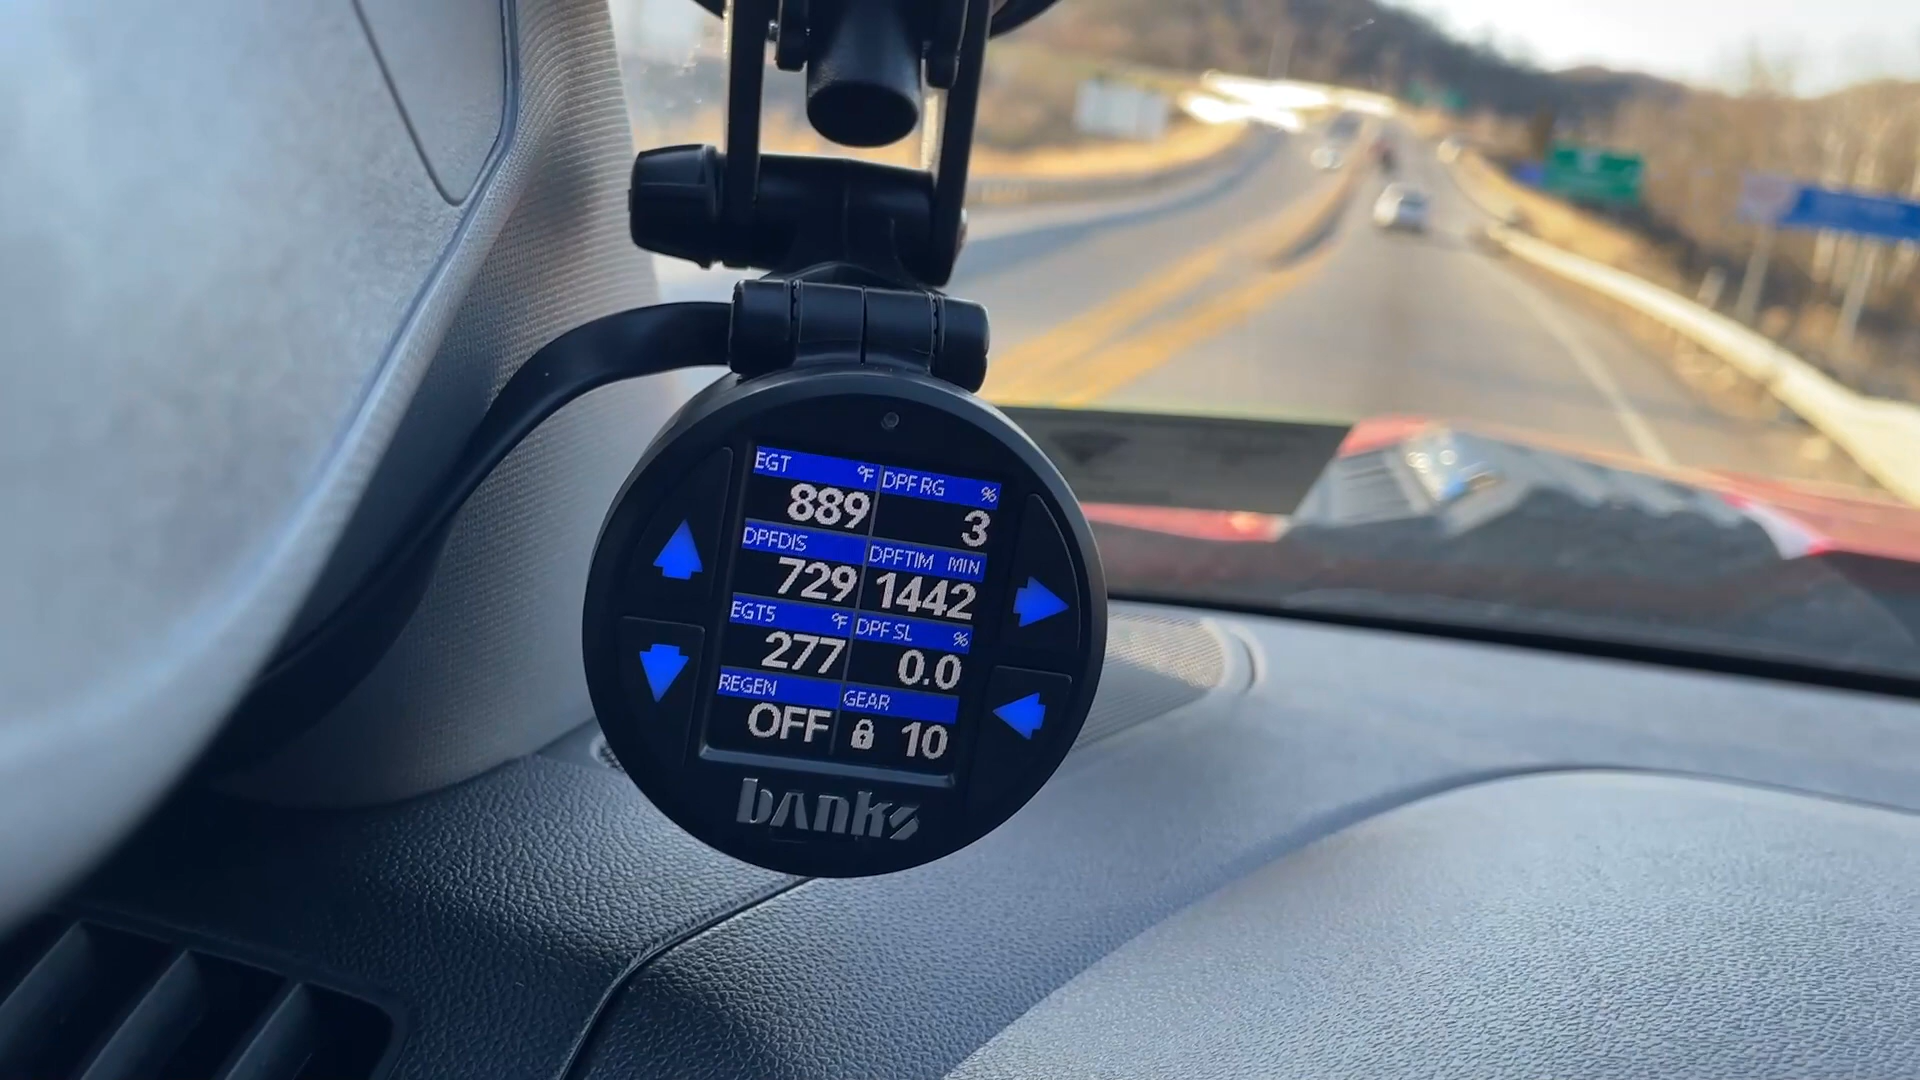 EGT °F DPF RG %
889 3
DPFDIS DPFTIM MIN
729 1442
EGT5 °F DPF SL %
277 0.0
REGEN GEAR
OFF 10
banks